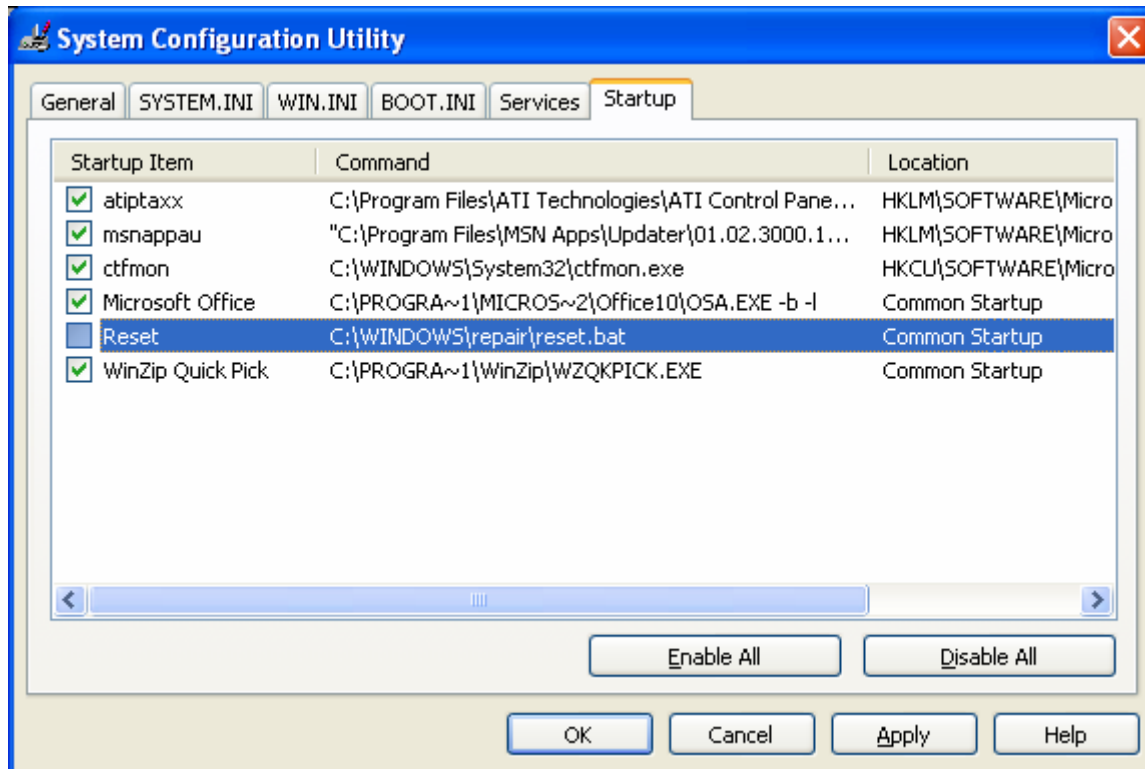 System Configuration Utility
General SYSTEM.INI WIN.INI BOOT.INI Services Startup
Startup Item Command Location
atiptaxx C:\Program Files\ATI Technologies\ATI Control Pane... HKLM\SOFTWARE\Micro
msnappau "C:\Program Files\MSN Apps\Updater\01.02.3000.1... HKLM\SOFTWARE\Micro
ctfmon C:\WINDOWS\System32\ctfmon.exe HKCU\SOFTWARE\Micro
Microsoft Office C:\PROGRA~1\MICROS~2\Office10\OSA.EXE -b -l Common Startup
Reset C:\WINDOWS\repair\reset.bat Common Startup
WinZip Quick Pick C:\PROGRA~1\WinZip\WZQKPICK.EXE Common Startup
Enable All Disable All
OK Cancel Apply Help